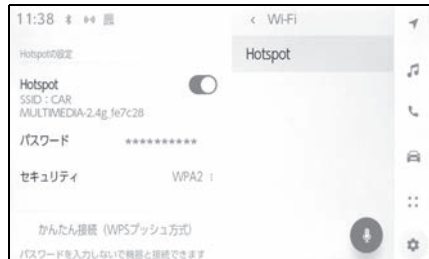 11:38
Wi-Fi
Hotspotの設定
Hotspot
Hotspot
SSID : CAR
MULTIMEDIA-2.4g_fe7c28
パスワード **********
セキュリティ WPA2
かんたん接続（WPSプッシュ方式）
パスワードを入力しないで機器と接続できます